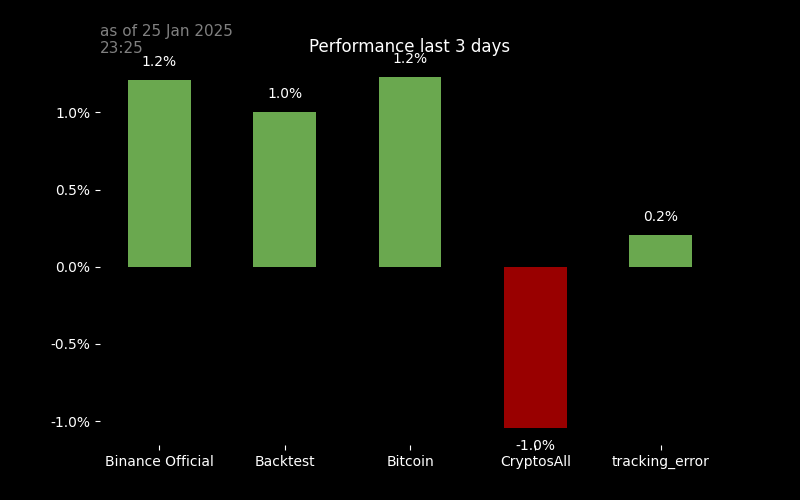 as of 25 Jan 2025
23:25
Performance last 3 days
1.2%
1.0%
1.2%
-1.0%
0.2%
1.0%
0.5%
0.0%
-0.5%
-1.0%
Binance Official
Backtest
Bitcoin
CryptosAll
tracking_error